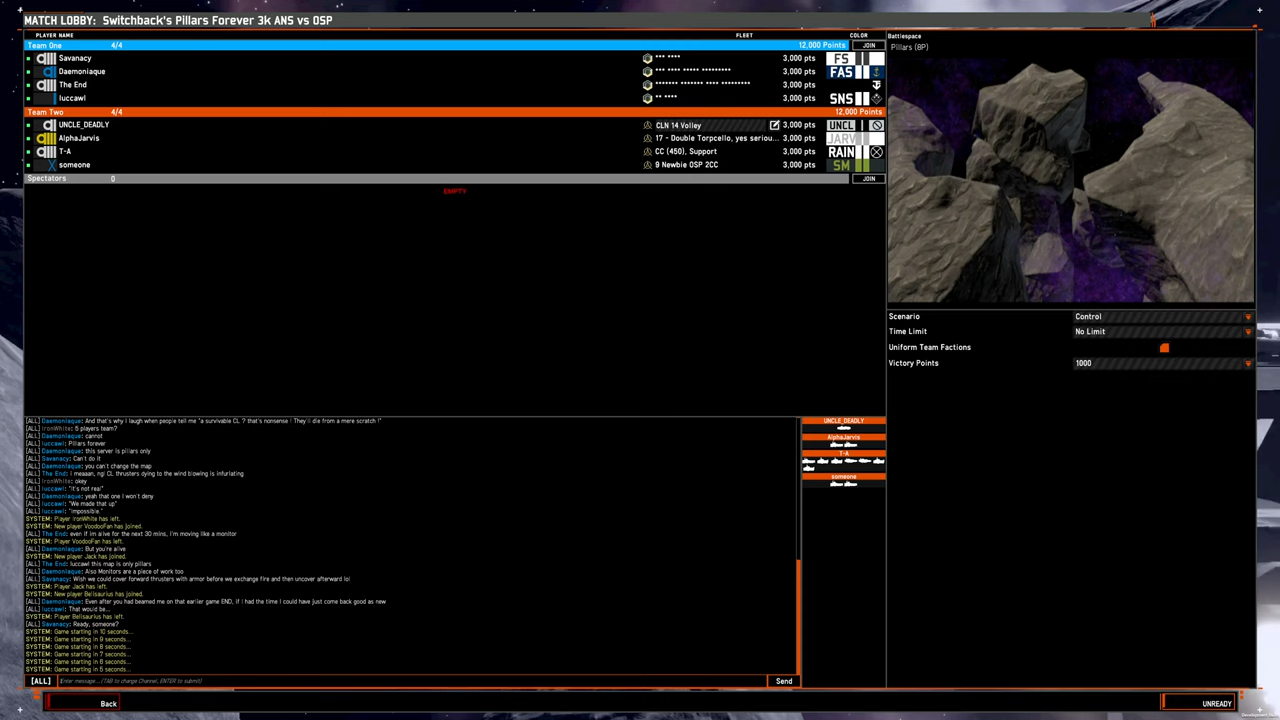 MATCH LOBBY: Switchback's Pillars Forever 3k ANS vs OSP
PLAYER NAME FLEET COLOR
Team One 4/4 12,000 Points JOIN
Savanacy *** **** 3,000 pts FS
Daemoniaque *** **** ***** ********* 3,000 pts FAS
The End ******* ******* **** ********* 3,000 pts
luccawl ** **** 3,000 pts SNS
Team Two 4/4 12,000 Points
UNCLE_DEADLY CLN 14 Volley 3,000 pts UNCL
AlphaJarvis 17 - Double Torpcello, yes seriou... 3,000 pts JARV
T-A CC (450), Support 3,000 pts RAIN
someone 9 Newbie OSP 2CC 3,000 pts SM
Spectators 0 JOIN
EMPTY
Battlespace
Pillars (8P)
Scenario Control
Time Limit No Limit
Uniform Team Factions
Victory Points 1000
[ALL] Daemoniaque: And that's why I laugh when people tell me "a survivable CL ? that's nonsense ! They'll die from a mere scratch !"
[ALL] IronWhite: 5 players team?
[ALL] Daemoniaque: cannot
[ALL] luccawl: Pillars forever
[ALL] Daemoniaque: this server is pillars only
[ALL] Savanacy: Can't do it
[ALL] Daemoniaque: you can't change the map
[ALL] The End: I meaaan, ngl CL thrusters dying to the wind blowing is infuriating
[ALL] IronWhite: okey
[ALL] luccawl: "It's not real"
[ALL] Daemoniaque: yeah that one I won't deny
[ALL] luccawl: "We made that up"
[ALL] luccawl: "Impossible."
SYSTEM: Player IronWhite has left.
SYSTEM: New player VoodooFan has joined.
[ALL] The End: even if im alive for the next 30 mins, I'm moving like a monitor
SYSTEM: Player VoodooFan has left.
[ALL] Daemoniaque: But you're alive
SYSTEM: New player Jack has joined.
[ALL] The End: luccawl this map is only pillars
[ALL] Daemoniaque: Also Monitors are a piece of work too
[ALL] Savanacy: Wish we could cover forward thrusters with armor before we exchange fire and then uncover afterward lol
SYSTEM: Player Jack has left.
SYSTEM: New player Belisaurius has joined.
[ALL] Daemoniaque: Even after you had beamed me on that earlier game END, if I had the time I could have just come back good as new
[ALL] luccawl: That would be...
SYSTEM: Player Belisaurius has left.
[ALL] Savanacy: Ready, someone?
SYSTEM: Game starting in 10 seconds...
SYSTEM: Game starting in 9 seconds...
SYSTEM: Game starting in 8 seconds...
SYSTEM: Game starting in 7 seconds...
SYSTEM: Game starting in 6 seconds...
SYSTEM: Game starting in 5 seconds...
UNCLE_DEADLY
AlphaJarvis
T-A
someone
[ALL] Enter message... (TAB to change Channel, ENTER to submit) Send
Back UNREADY